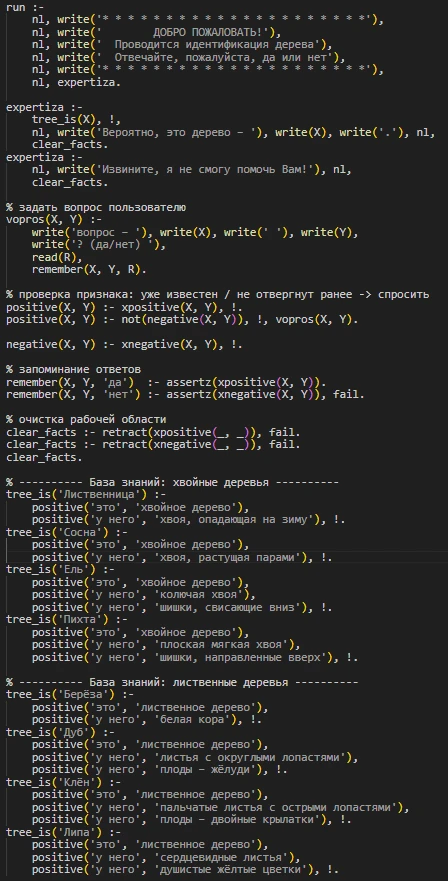 run :-
    nl, write('* * * * * * * * * * * * * * * * * * * * *'),
    nl, write('        ДОБРО ПОЖАЛОВАТЬ!'),
    nl, write('  Проводится идентификация дерева'),
    nl, write('  Отвечайте, пожалуйста, да или нет'),
    nl, write('* * * * * * * * * * * * * * * * * * * * *'),
    nl, expertiza.
expertiza :-
    tree_is(X), !,
    nl, write('Вероятно, это дерево – '), write(X), write('.'), nl,
    clear_facts.
expertiza :-
    nl, write('Извините, я не смогу помочь Вам!'), nl,
    clear_facts.
% задать вопрос пользователю
vopros(X, Y) :-
    write('вопрос – '), write(X), write(' '), write(Y),
    write('? (да/нет) '),
    read(R),
    remember(X, Y, R).
% проверка признака: уже известен / не отвергнут ранее -> спросить
positive(X, Y) :- xpositive(X, Y), !.
positive(X, Y) :- not(negative(X, Y)), !, vopros(X, Y).
negative(X, Y) :- xnegative(X, Y), !.
% запоминание ответов
remember(X, Y, 'да')  :- assertz(xpositive(X, Y)).
remember(X, Y, 'нет') :- assertz(xnegative(X, Y)), fail.
% очистка рабочей области
clear_facts :- retract(xpositive(_, _)), fail.
clear_facts :- retract(xnegative(_, _)), fail.
clear_facts.
% ---------- База знаний: хвойные деревья ----------
tree_is('Лиственница') :-
    positive('это', 'хвойное дерево'),
    positive('у него', 'хвоя, опадающая на зиму'), !.
tree_is('Сосна') :-
    positive('это', 'хвойное дерево'),
    positive('у него', 'хвоя, растущая парами'), !.
tree_is('Ель') :-
    positive('это', 'хвойное дерево'),
    positive('у него', 'колючая хвоя'),
    positive('у него', 'шишки, свисающие вниз'), !.
tree_is('Пихта') :-
    positive('это', 'хвойное дерево'),
    positive('у него', 'плоская мягкая хвоя'),
    positive('у него', 'шишки, направленные вверх'), !.
% ---------- База знаний: лиственные деревья ----------
tree_is('Берёза') :-
    positive('это', 'лиственное дерево'),
    positive('у него', 'белая кора'), !.
tree_is('Дуб') :-
    positive('это', 'лиственное дерево'),
    positive('у него', 'листья с округлыми лопастями'),
    positive('у него', 'плоды – жёлуди'), !.
tree_is('Клён') :-
    positive('это', 'лиственное дерево'),
    positive('у него', 'пальчатые листья с острыми лопастями'),
    positive('у него', 'плоды – двойные крылатки'), !.
tree_is('Липа') :-
    positive('это', 'лиственное дерево'),
    positive('у него', 'сердцевидные листья'),
    positive('у него', 'душистые жёлтые цветки'), !.